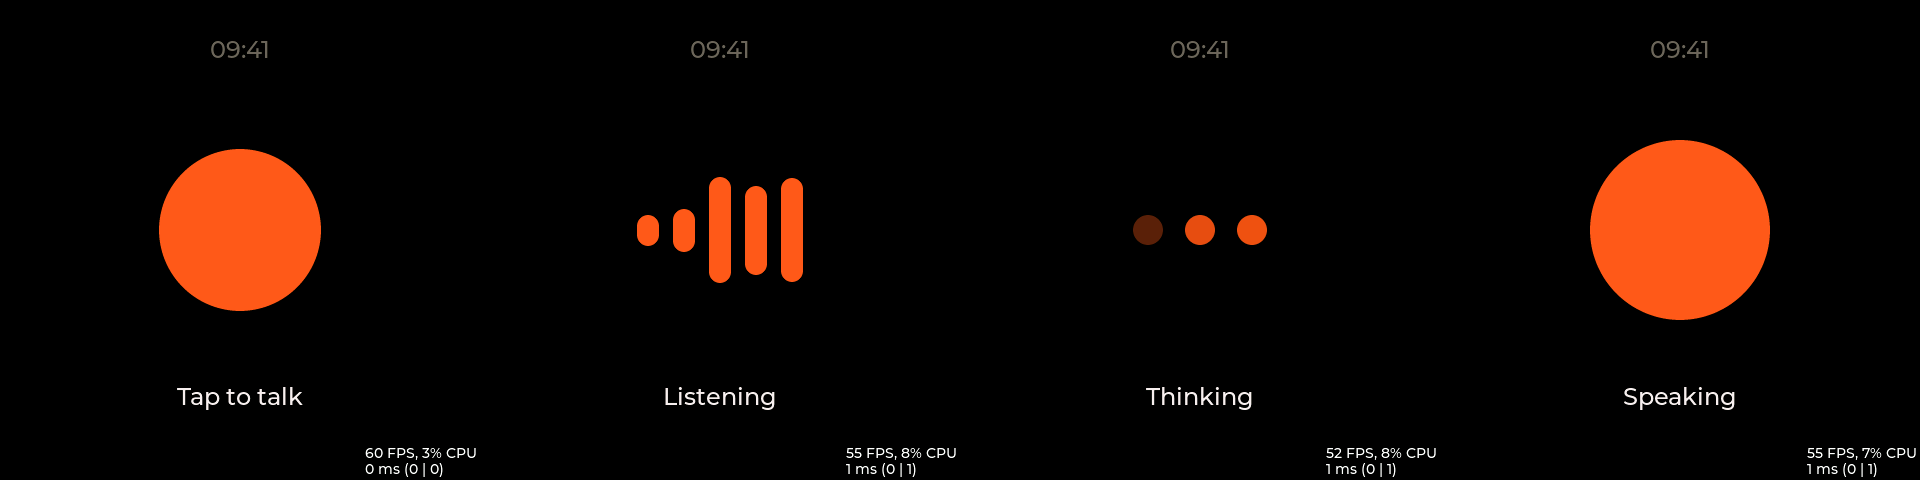 09:41
Tap to talk
60 FPS, 3% CPU
0 ms (0 | 0)
09:41
Listening
55 FPS, 8% CPU
1 ms (0 | 1)
09:41
Thinking
52 FPS, 8% CPU
1 ms (0 | 1)
09:41
Speaking
55 FPS, 7% CPU
1 ms (0 | 1)